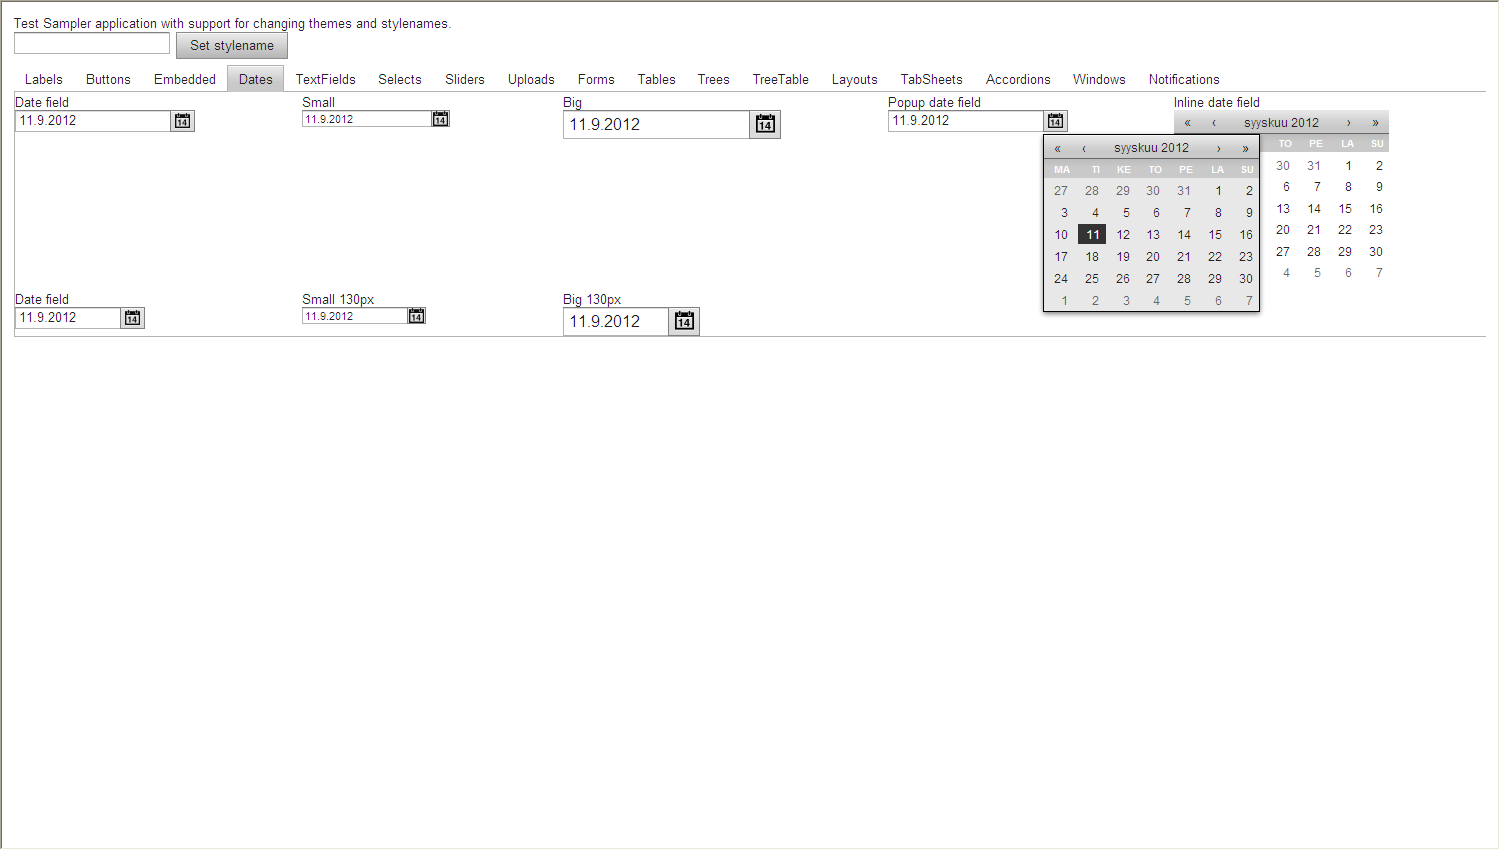 Test Sampler application with support for changing themes and stylenames.
Set stylename
Labels Buttons Embedded Dates TextFields Selects Sliders Uploads Forms Tables Trees TreeTable Layouts TabSheets Accordions Windows Notifications
Date field Small Big Popup date field Inline date field
11.9.2012 14 11.9.2012 14 11.9.2012 14 11.9.2012 14
« ‹ syyskuu 2012 › »
TO PE LA SU
30 31 1 2
6 7 8 9
13 14 15 16
20 21 22 23
27 28 29 30
4 5 6 7
« ‹ syyskuu 2012 › »
MA TI KE TO PE LA SU
27 28 29 30 31 1 2
3 4 5 6 7 8 9
10 11 12 13 14 15 16
17 18 19 20 21 22 23
24 25 26 27 28 29 30
1 2 3 4 5 6 7
Date field Small 130px Big 130px
11.9.2012 14 11.9.2012 14 11.9.2012 14